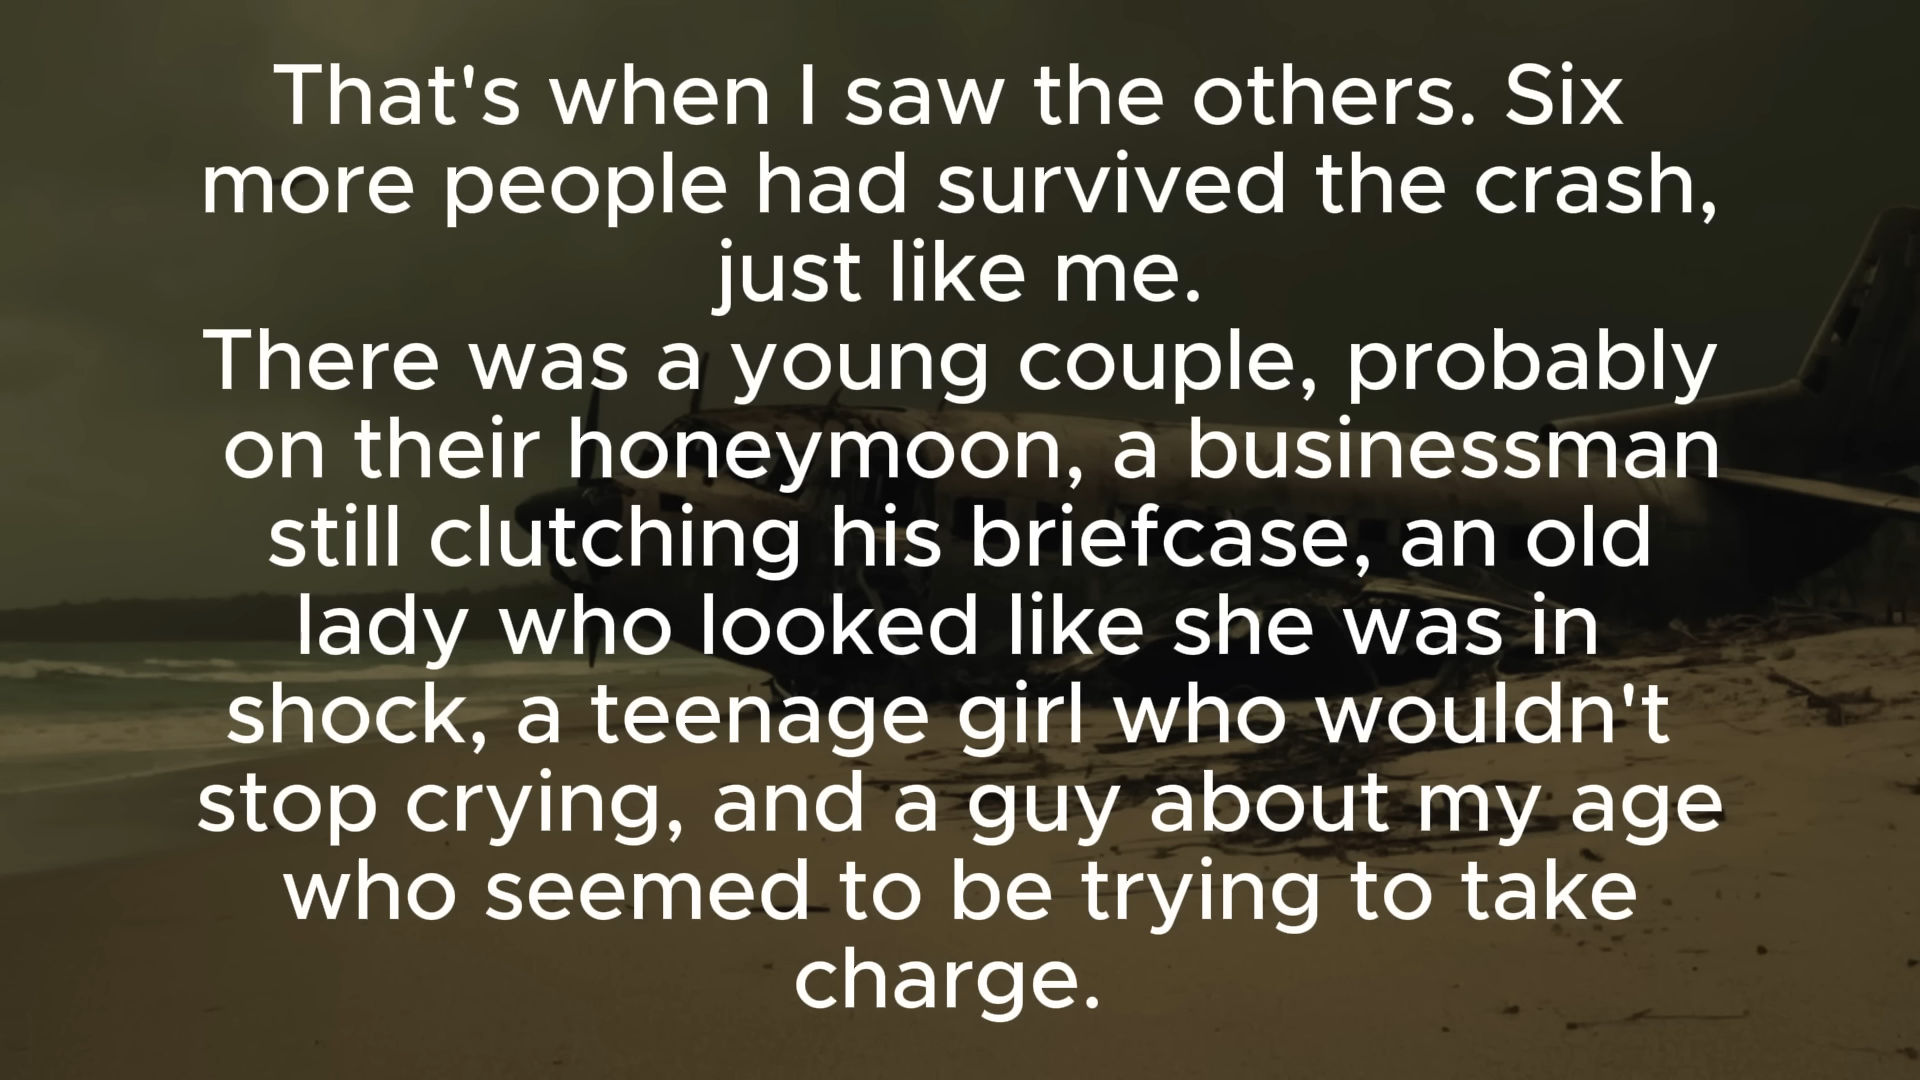 That's when I saw the others. Six
more people had survived the crash,
just like me.
There was a young couple, probably
on their honeymoon, a businessman
still clutching his briefcase, an old
lady who looked like she was in
shock, a teenage girl who wouldn't
stop crying, and a guy about my age
who seemed to be trying to take
charge.